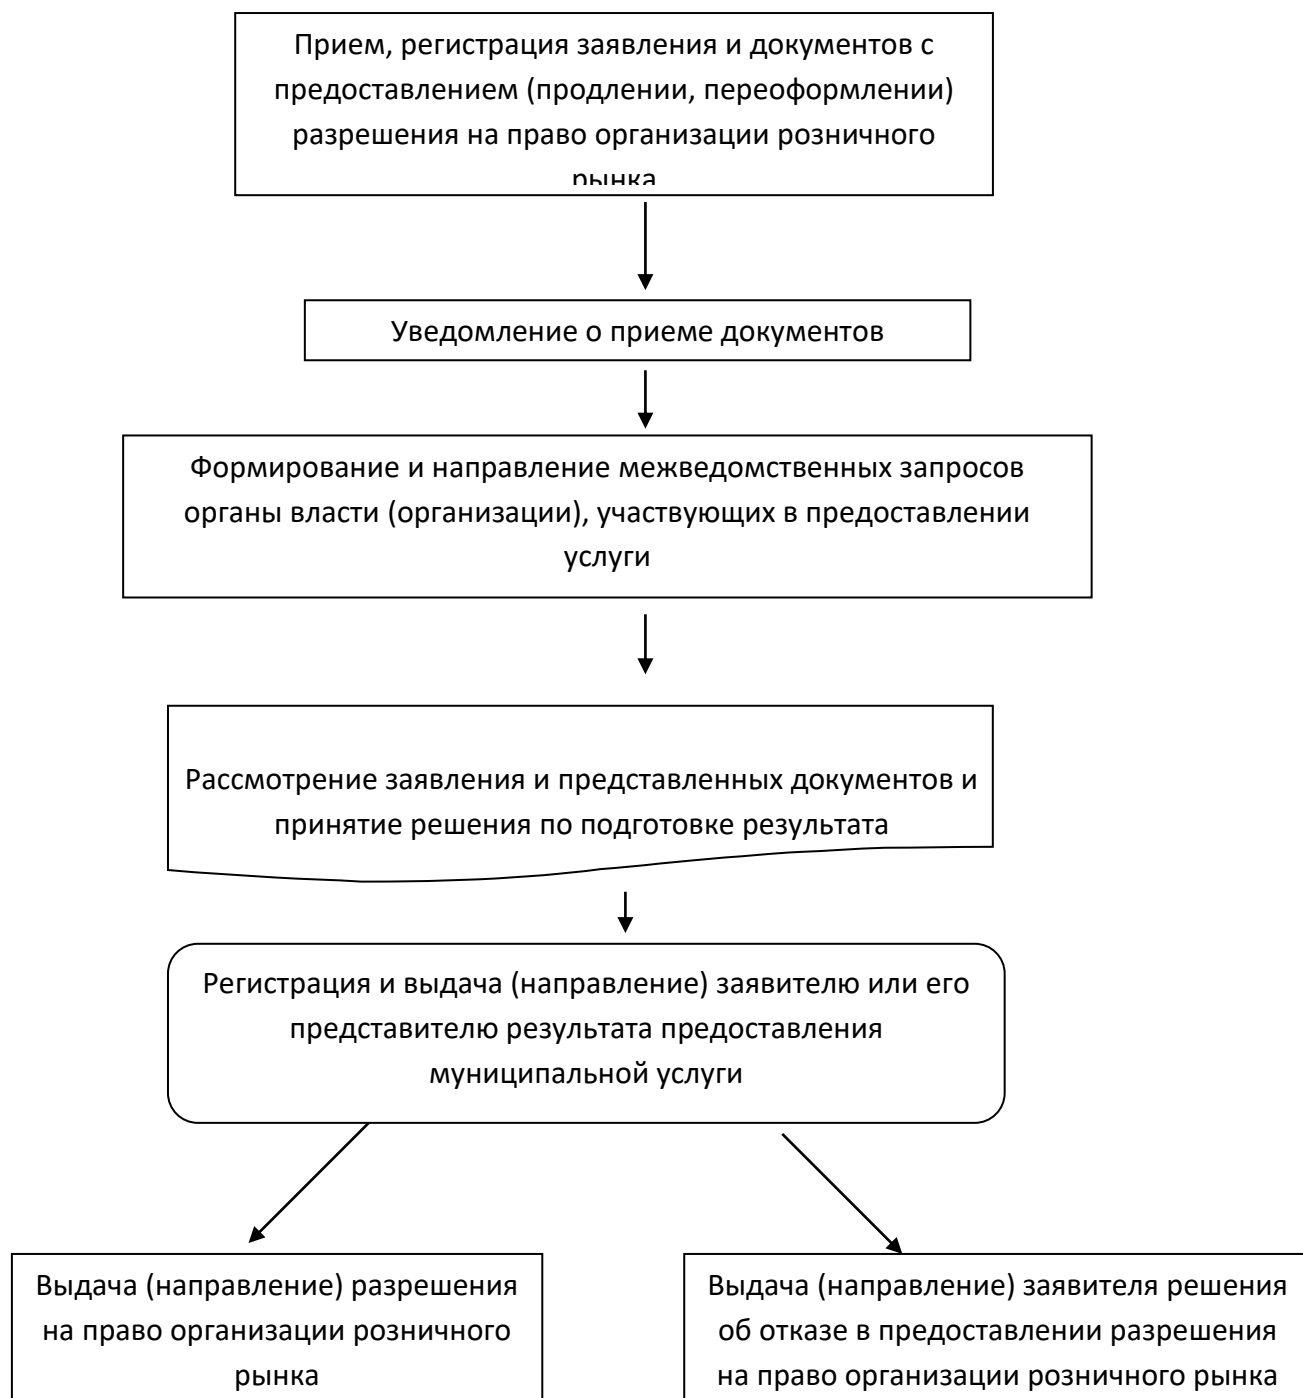 Прием, регистрация заявления и документов с
предоставлением (продлении, переоформлении)
разрешения на право организации розничного
рынка
Уведомление о приеме документов
Формирование и направление межведомственных запросов
органы власти (организации), участвующих в предоставлении
услуги
Рассмотрение заявления и представленных документов и
принятие решения по подготовке результата
Регистрация и выдача (направление) заявителю или его
представителю результата предоставления
муниципальной услуги
Выдача (направление) разрешения
на право организации розничного
рынка
Выдача (направление) заявителя решения
об отказе в предоставлении разрешения
на право организации розничного рынка